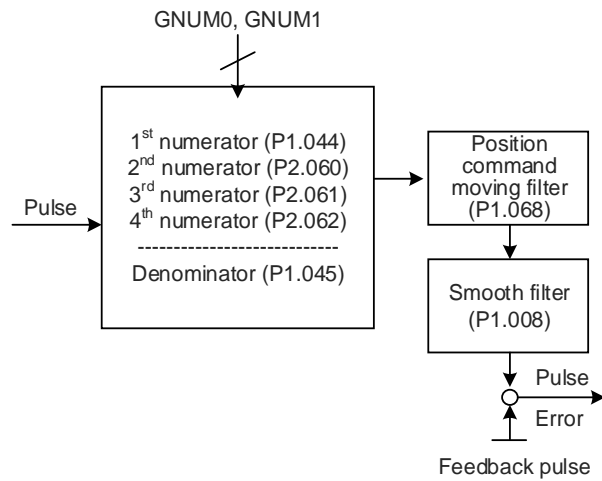 GNUM0, GNUM1
1st numerator (P1.044)
2nd numerator (P2.060)
3rd numerator (P2.061)
4th numerator (P2.062)
-----------------------------
Denominator (P1.045)
Pulse
Position
command
moving filter
(P1.068)
Smooth filter
(P1.008)
Pulse
Error
Feedback pulse